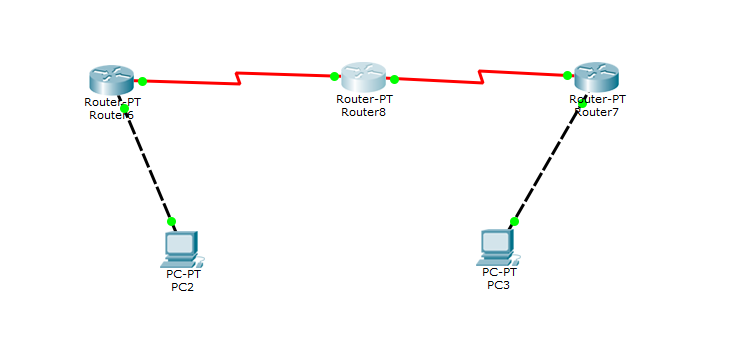 Router-PT
Router6
Router-PT
Router8
Router-PT
Router7
PC-PT
PC2
PC-PT
PC3